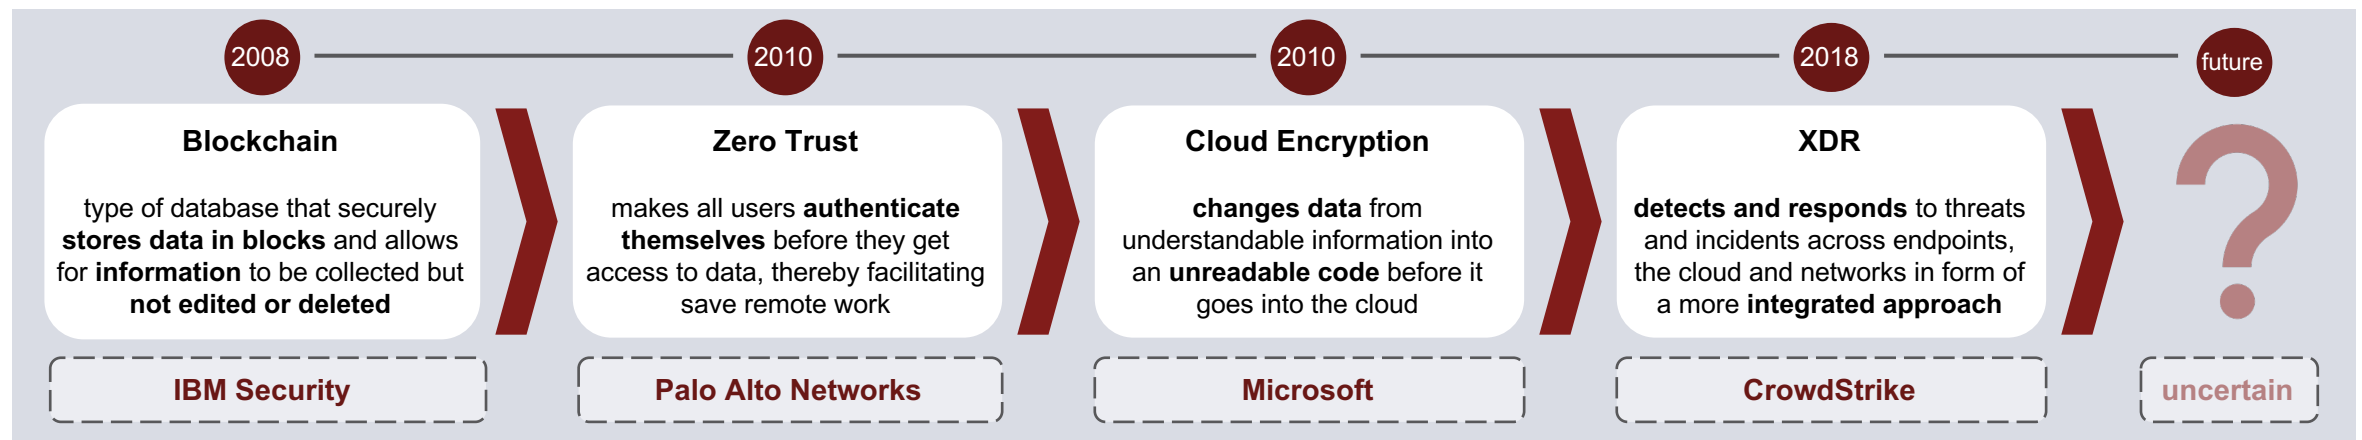 2008
2010
2010
2018
future
Blockchain
type of database that securely
stores data in blocks and allows
for information to be collected but
not edited or deleted
IBM Security
Zero Trust
makes all users authenticate
themselves before they get
access to data, thereby facilitating
save remote work
Palo Alto Networks
Cloud Encryption
changes data from
understandable information into
an unreadable code before it
goes into the cloud
Microsoft
XDR
detects and responds to threats
and incidents across endpoints,
the cloud and networks in form of
a more integrated approach
CrowdStrike
?
uncertain